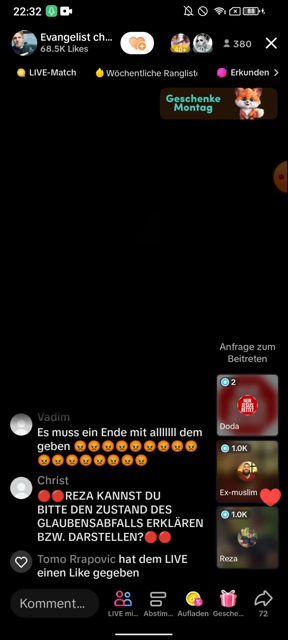 22:32
Evangelist ch...
68.5K Likes
380
LIVE-Match
Wöchentliche Rangliste
Erkunden
Geschenke
Montag
Anfrage zum
Beitreten
2
Doda
Vadim
Es muss ein Ende mit alllllll dem
geben 😡😡😡😡😡😡😡😡😡
😡😡😡😡😡😡😡😡
1.0K
Ex-muslim
Christ
🔴🔴REZA KANNST DU
BITTE DEN ZUSTAND DES
GLAUBENSABFALLS ERKLÄREN
BZW. DARSTELLEN?🔴🔴
1.0K
Reza
Tomo Rrapovic hat dem LIVE
einen Like gegeben
Kommentar...
LIVE mi...
Abstim...
Aufladen
Gesche...
72